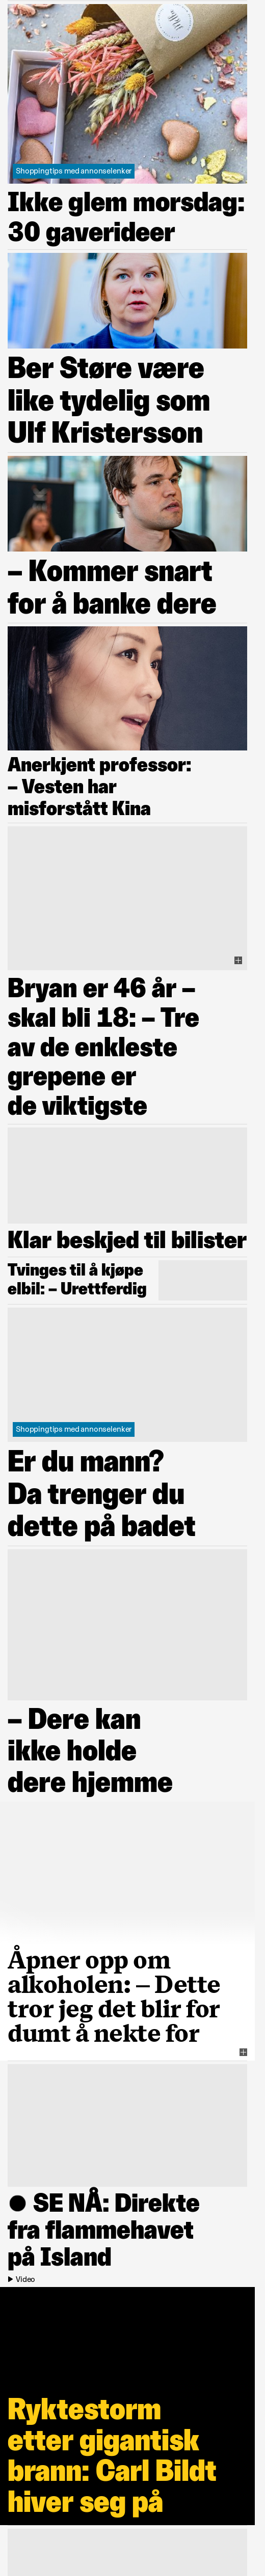 Shoppingtips med annonselenker
Ikke glem morsdag:
30 gaverideer
Ber Støre være
like tydelig som
Ulf Kristersson
– Kommer snart
for å banke dere
Anerkjent professor:
– Vesten har
misforstått Kina
Bryan er 46 år –
skal bli 18: – Tre
av de enkleste
grepene er
de viktigste
Klar beskjed til bilister
Tvinges til å kjøpe
elbil: – Urettferdig
Shoppingtips med annonselenker
Er du mann?
Da trenger du
dette på badet
– Dere kan
ikke holde
dere hjemme
Åpner opp om
alkoholen: – Dette
tror jeg det blir for
dumt å nekte for
● SE NÅ: Direkte
fra flammehavet
på Island
Video
Ryktestorm
etter gigantisk
brann: Carl Bildt
hiver seg på